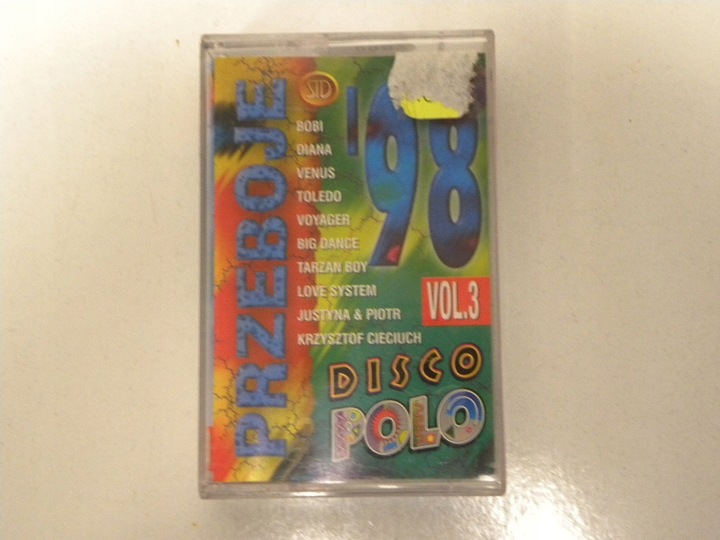 PRZEBOJE
'98
STD
BOBI
DIANA
VENUS
TOLEDO
VOYAGER
BIG DANCE
TARZAN BOY
LOVE SYSTEM
JUSTYNA & PIOTR
KRZYSZTOF CIECIUCH
VOL.3
DISCO
POLO